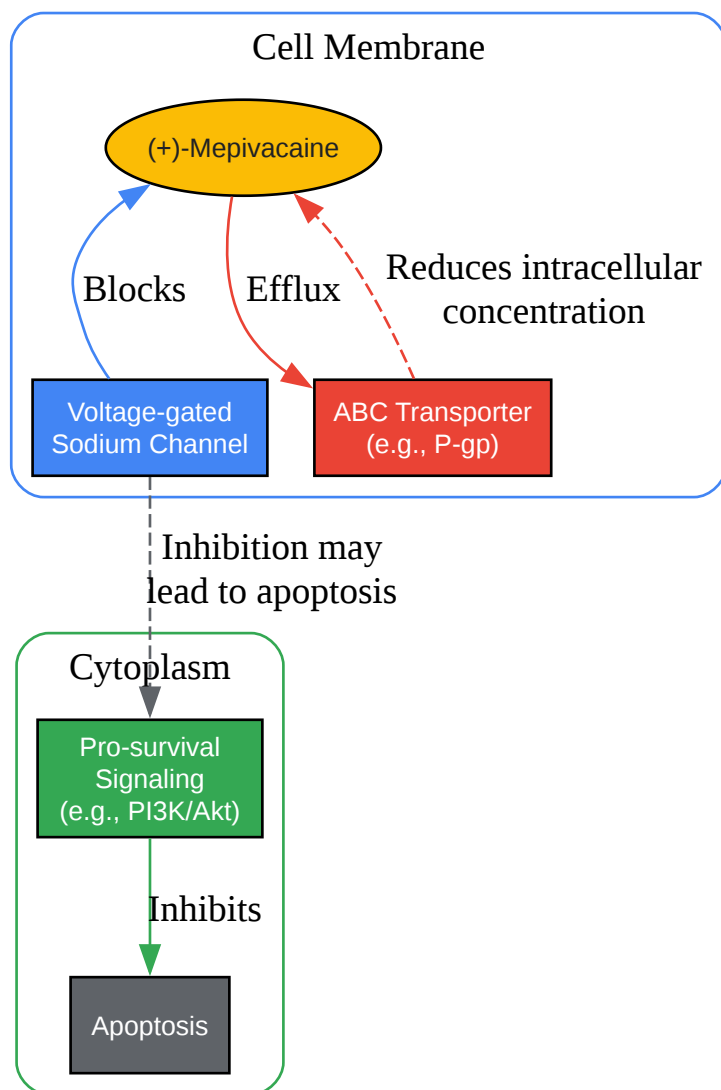 Cell Membrane
(+)-Mepivacaine
Blocks
Efflux
Reduces intracellular
concentration
Voltage-gated
Sodium Channel
ABC Transporter
(e.g., P-gp)
Inhibition may
lead to apoptosis
Cytoplasm
Pro-survival
Signaling
(e.g., PI3K/Akt)
Inhibits
Apoptosis